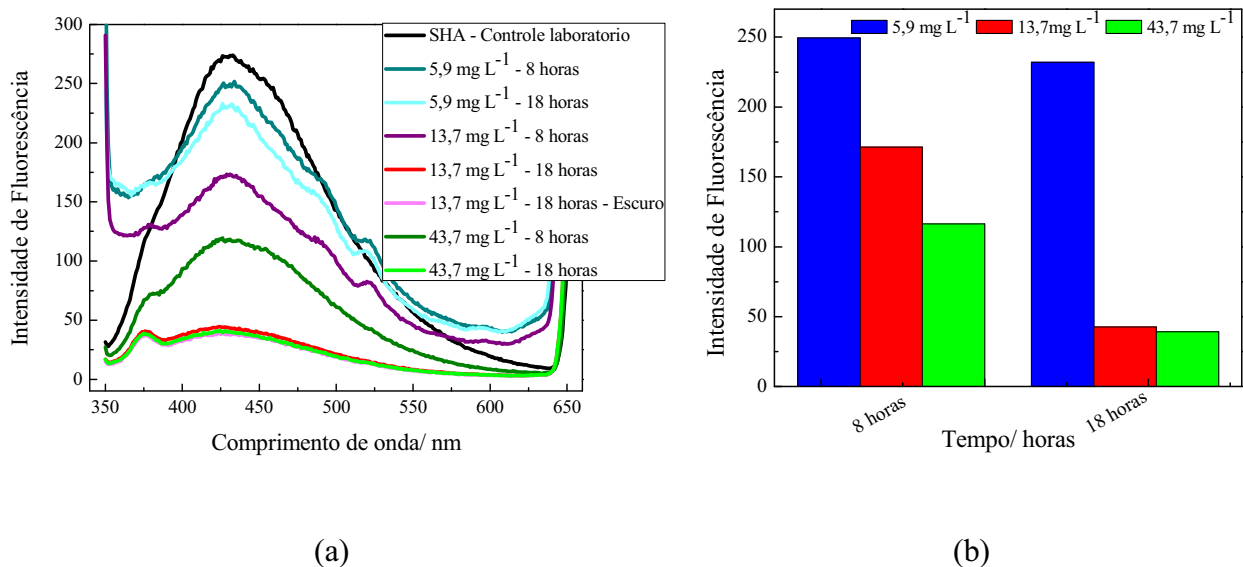 Intensidade de Fluorescência
300
250
200
150
100
50
0
350
400
450
500
550
600
650
Comprimento de onda/ nm
SHA - Controle laboratorio
5,9 mg L⁻¹ - 8 horas
5,9 mg L⁻¹ - 18 horas
13,7 mg L⁻¹ - 8 horas
13,7 mg L⁻¹ - 18 horas
13,7 mg L⁻¹ - 18 horas - Escuro
43,7 mg L⁻¹ - 8 horas
43,7 mg L⁻¹ - 18 horas
(a)
Intensidade de Fluorescência
250
200
150
100
50
0
5,9 mg L⁻¹
13,7mg L⁻¹
43,7 mg L⁻¹
8 horas
18 horas
Tempo/ horas
(b)